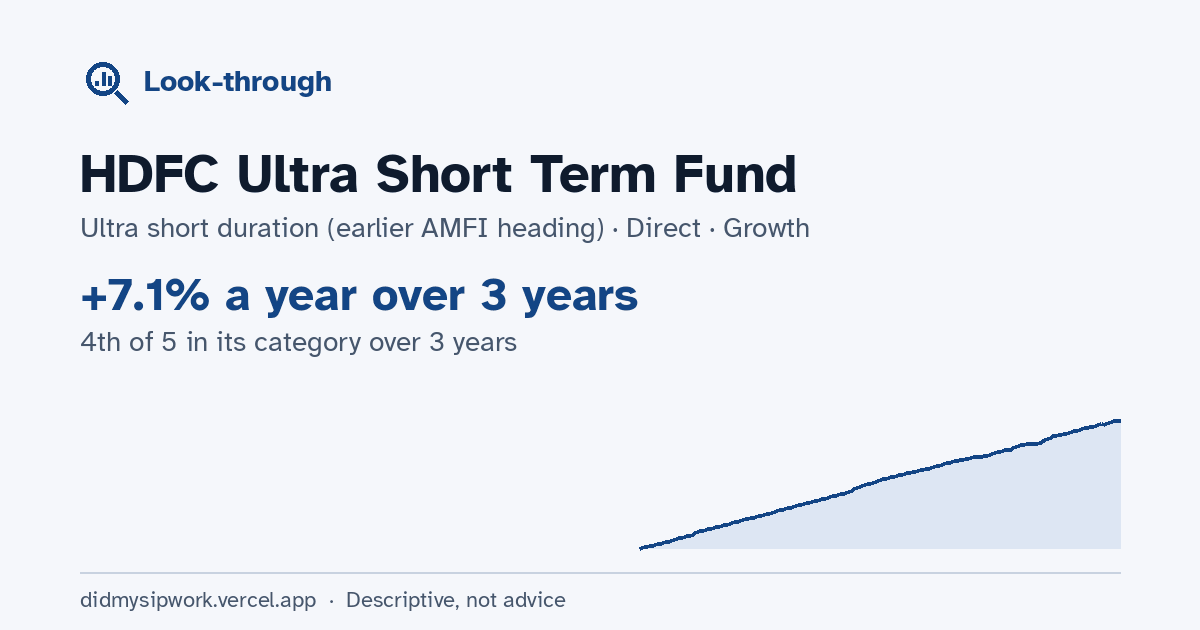 Look-through
HDFC Ultra Short Term Fund
Ultra short duration (earlier AMFI heading) · Direct · Growth
+7.1% a year over 3 years
4th of 5 in its category over 3 years
didmysipwork.vercel.app · Descriptive, not advice